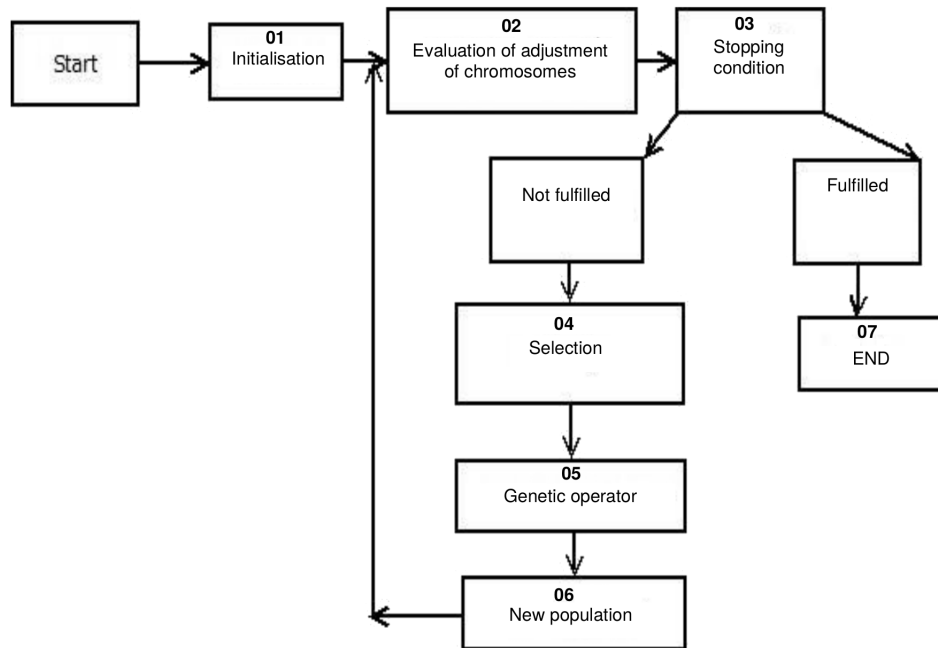 Start
01
Initialisation
02
Evaluation of adjustment
of chromosomes
03
Stopping
condition
Not fulfilled
Fulfilled
04
Selection
07
END
05
Genetic operator
06
New population